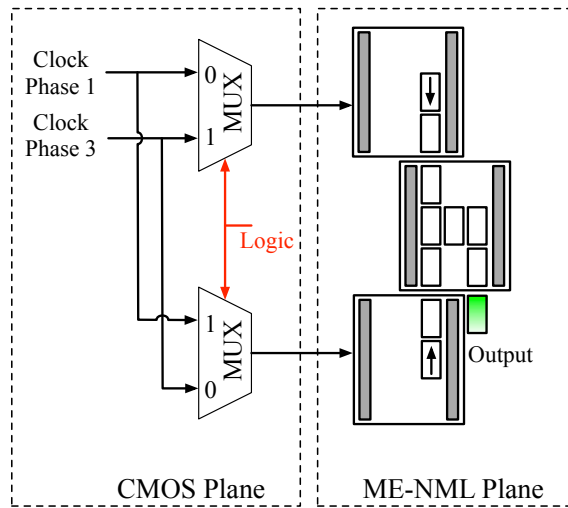 Clock
Phase 1
0
MUX
1
Clock
Phase 3
Logic
1
MUX
0
Output
CMOS Plane
ME-NML Plane